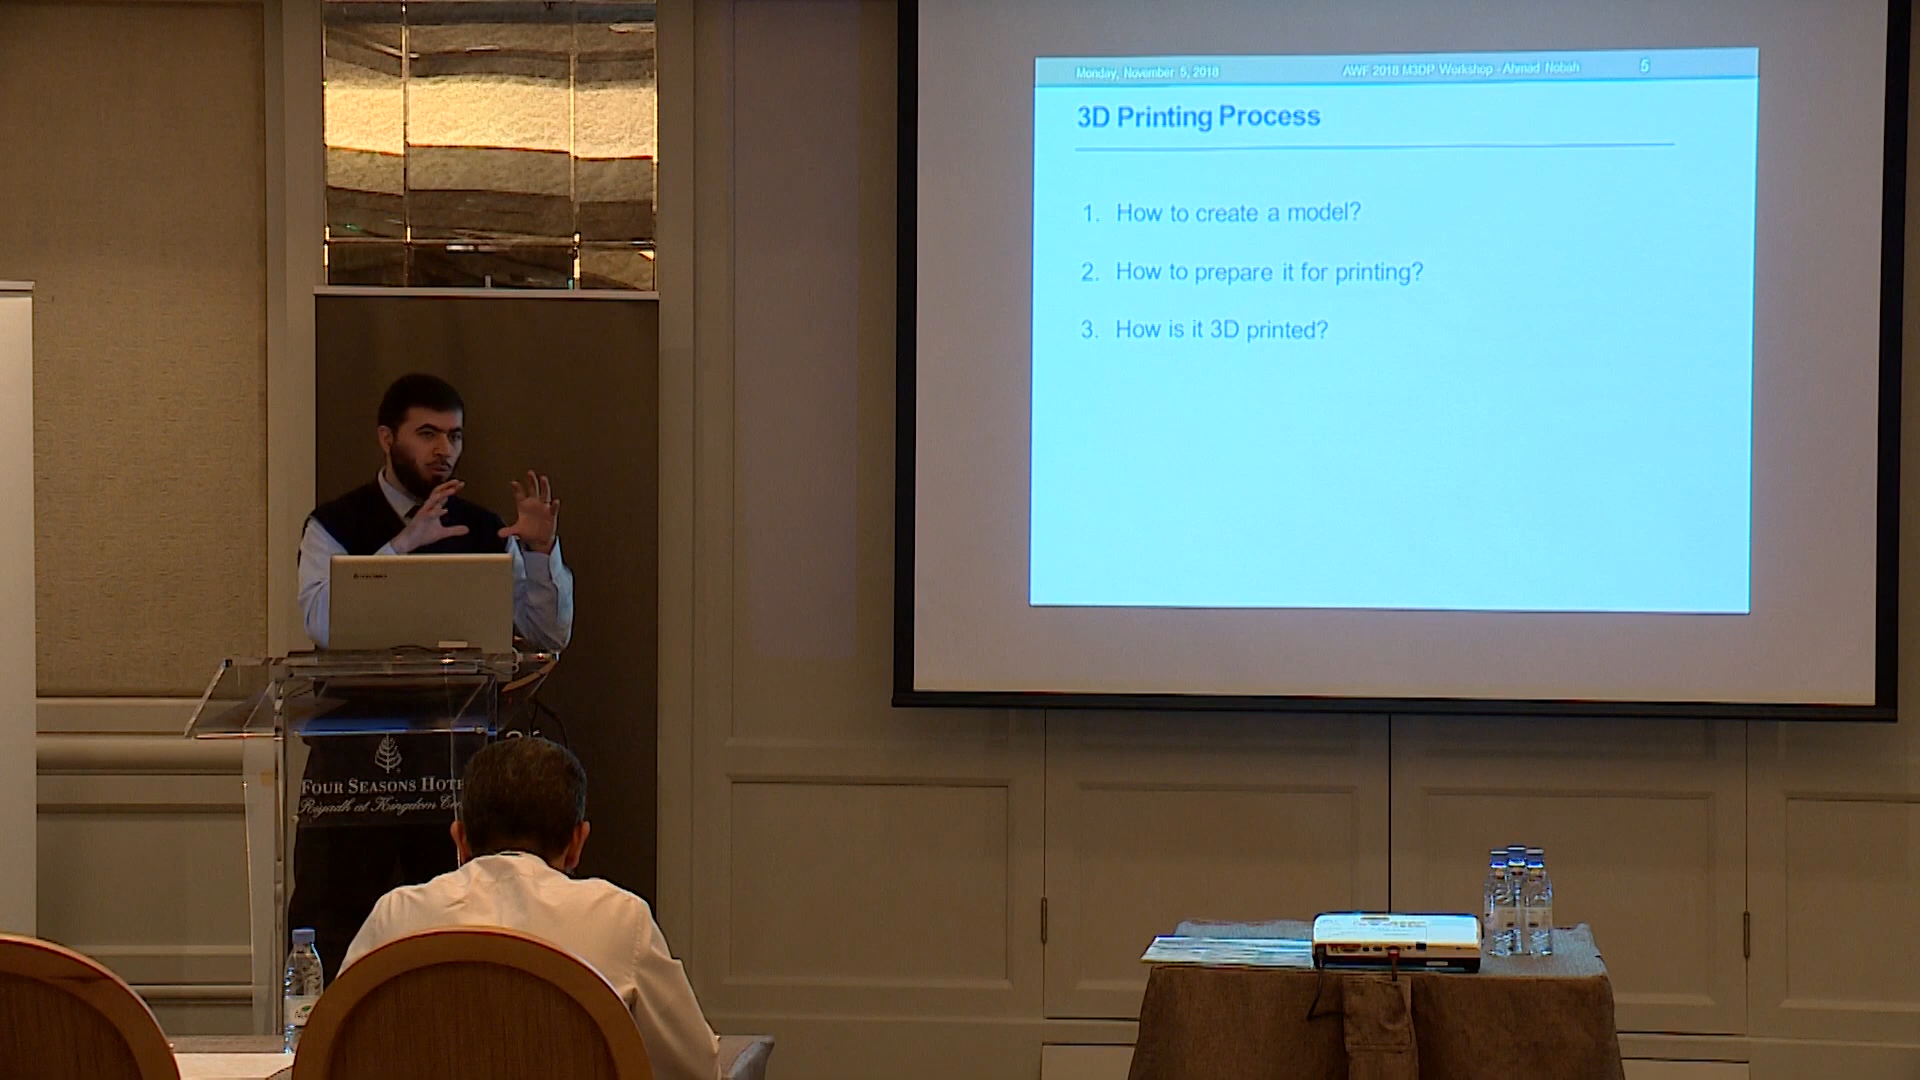 Monday, November 5, 2018
AWF 2018 M3DP Workshop - Ahmad Nobah
5
3D Printing Process
1. How to create a model?
2. How to prepare it for printing?
3. How is it 3D printed?
FOUR SEASONS HOTE
Riyadh at Kingdom Ce